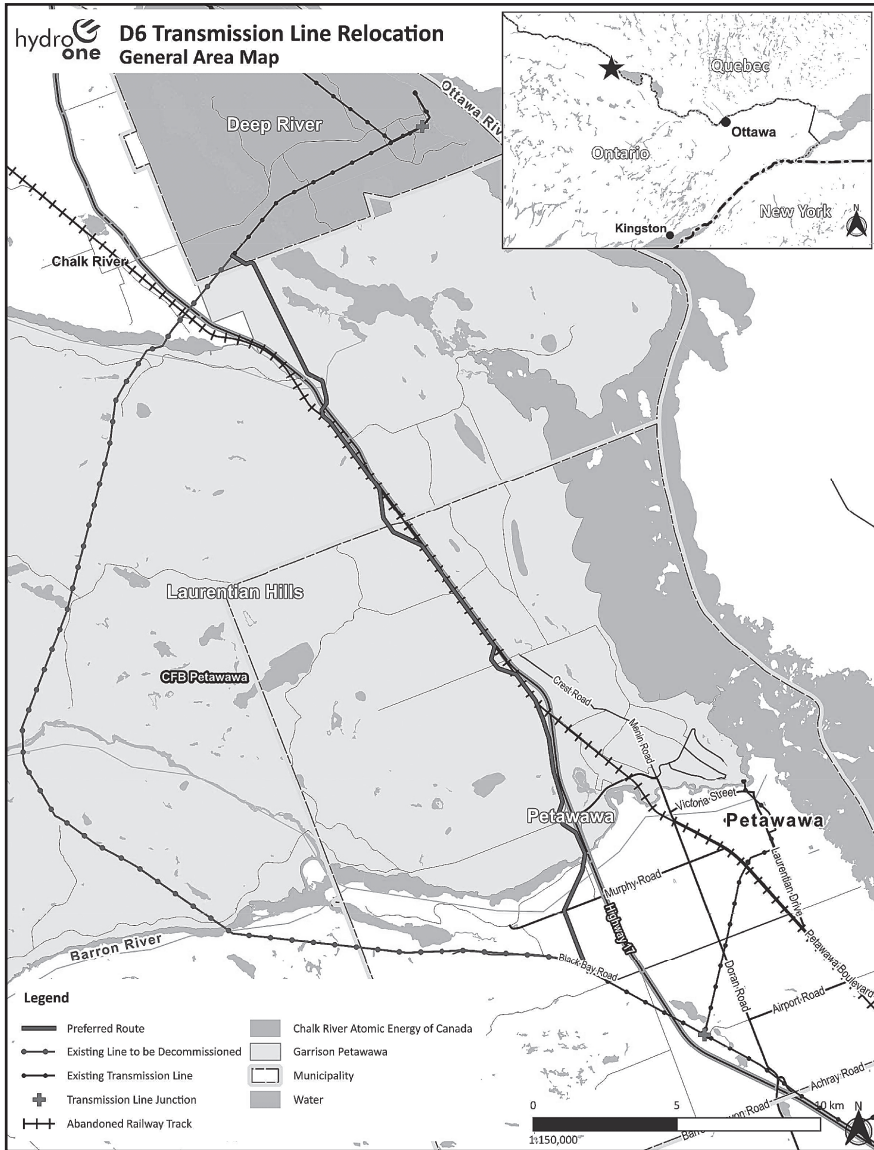 hydro one
D6 Transmission Line Relocation
General Area Map
Deep River
Ottawa Riv
Quebec
Ottawa
Ontario
New York
Kingston
N
Chalk River
Laurentian Hills
CFB Petawawa
Crest Road
Menin Road
Victoria Street
Petawawa
Petawawa
Laurentian Drive
Murphy Road
Highway 17
Petawawa Boulevard
Barron River
Black Bay Road
Doran Road
Airport Road
Achray Road
Road
Legend
Preferred Route
Existing Line to be Decommissioned
Existing Transmission Line
Transmission Line Junction
Abandoned Railway Track
Chalk River Atomic Energy of Canada
Garrison Petawawa
Municipality
Water
0 5 10 km
1:150,000
N